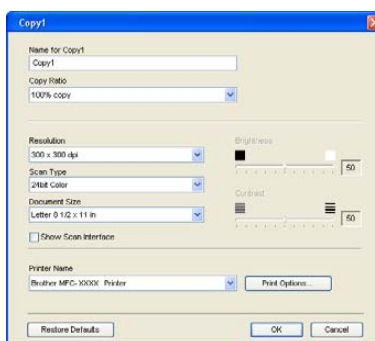 Copy1
Name for Copy1
Copy1
Copy Ratio
100% copy
Resolution
300 x 300 dpi
Scan Type
24bit Color
Document Size
Letter 8 1/2 x 11 in
Show Scan Interface
Brightness
50
Contrast
50
Printer Name
Brother MFC-XXXX Printer
Print Options...
Restore Defaults
OK
Cancel